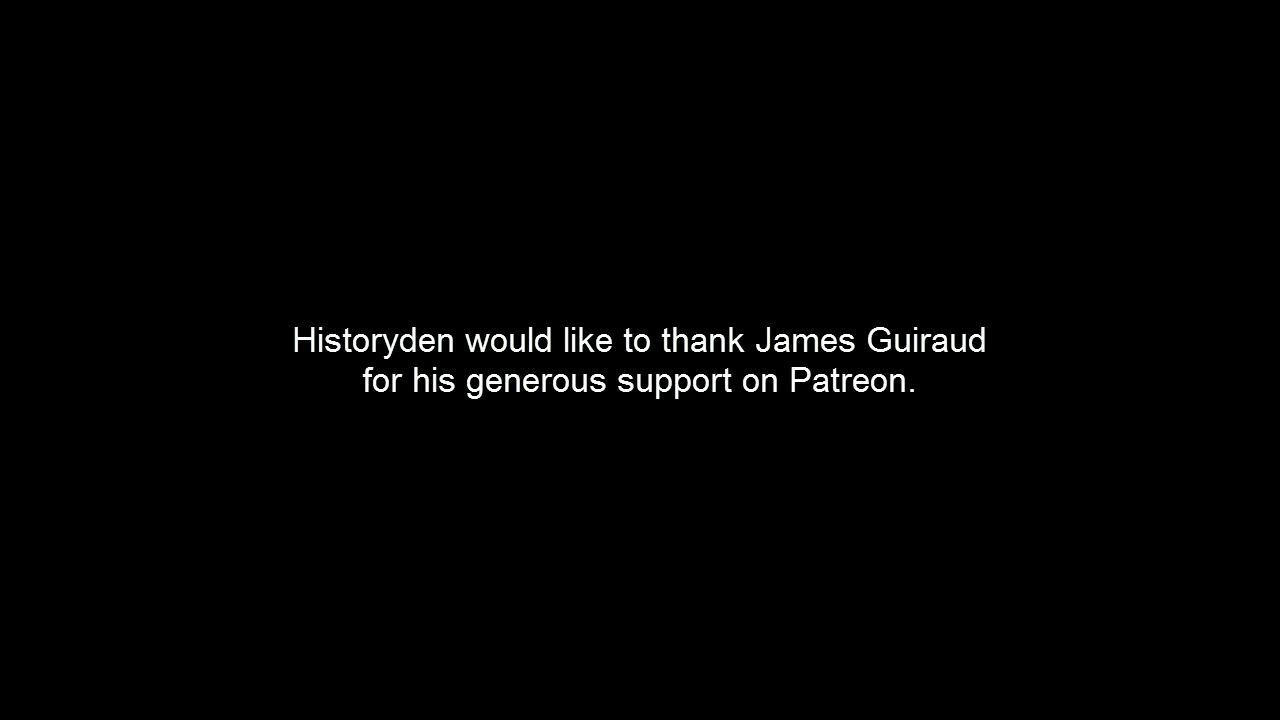 Historyden would like to thank James Guiraud
for his generous support on Patreon.